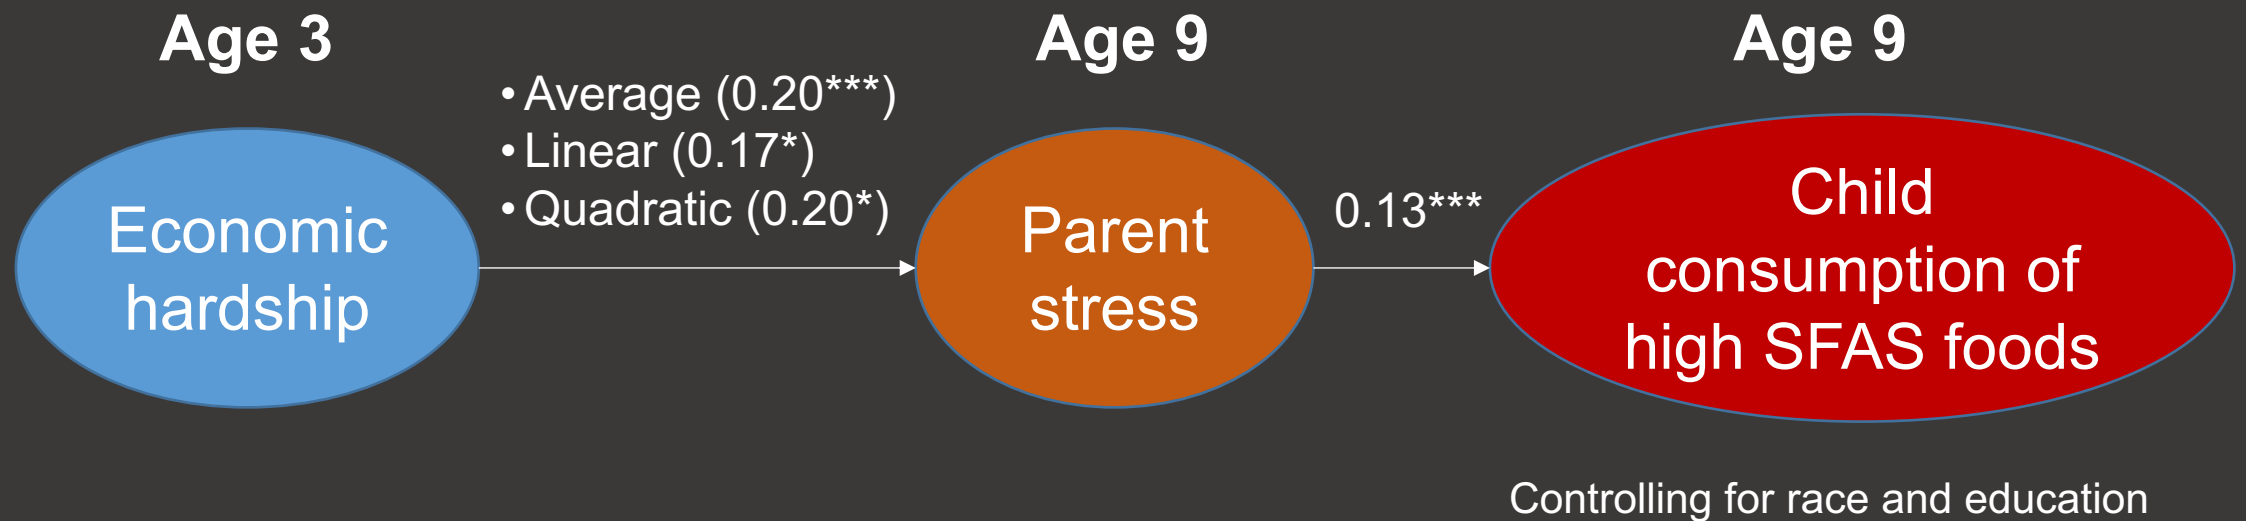 Age 3
Age 9
Age 9
• Average (0.20***)
• Linear (0.17*)
• Quadratic (0.20*)
Economic
hardship
Parent
stress
0.13***
Child
consumption of
high SFAS foods
Controlling for race and education